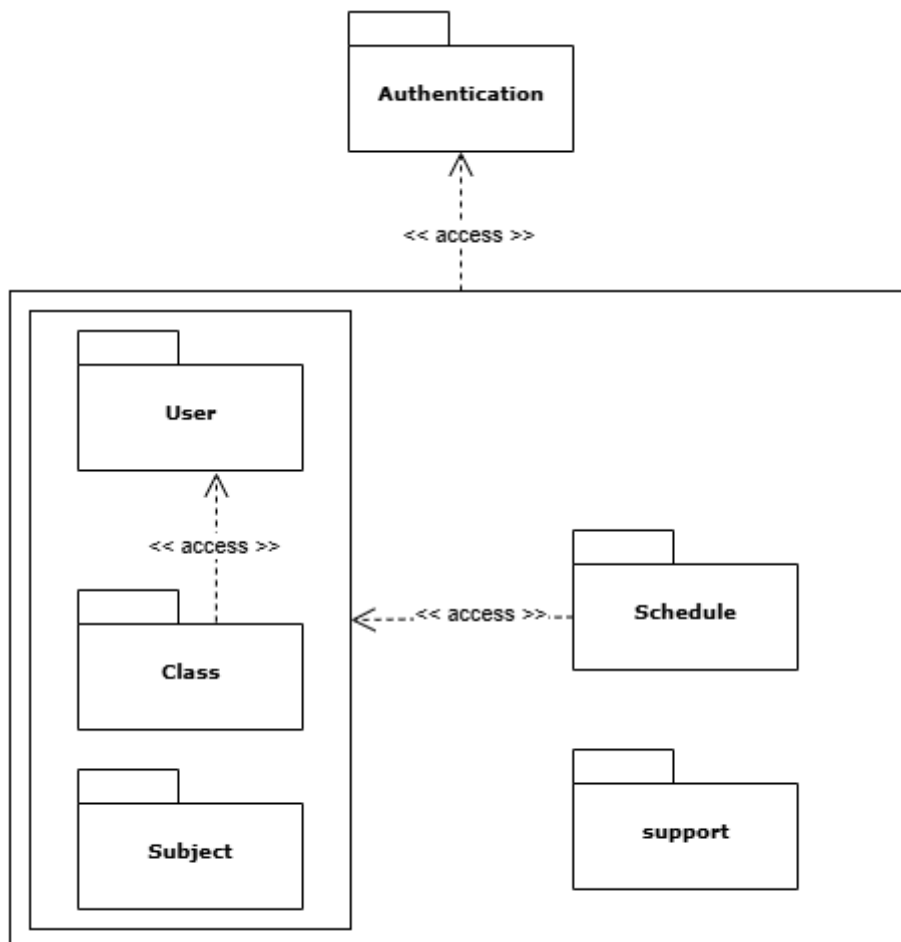 Authentication
<< access >>
User
<< access >>
Class
<< access >>
Schedule
Subject
support